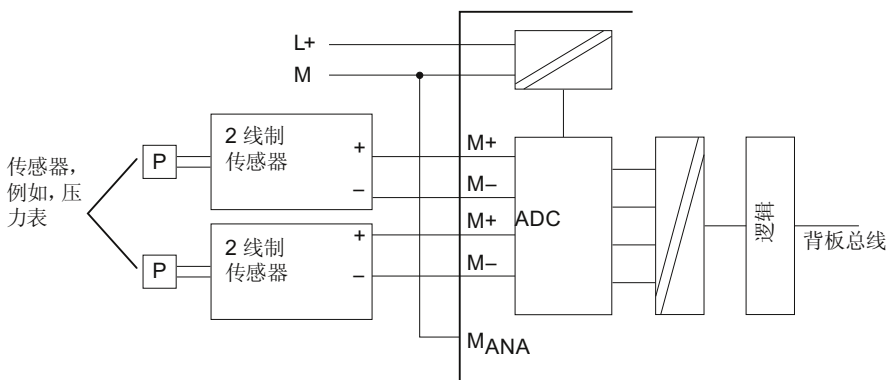 L+
M
传感器，
例如，压
力表
P
2 线制
传感器
+
–
M+
M–
P
2 线制
传感器
+
–
M+
M–
ADC
逻辑
背板总线
MANA